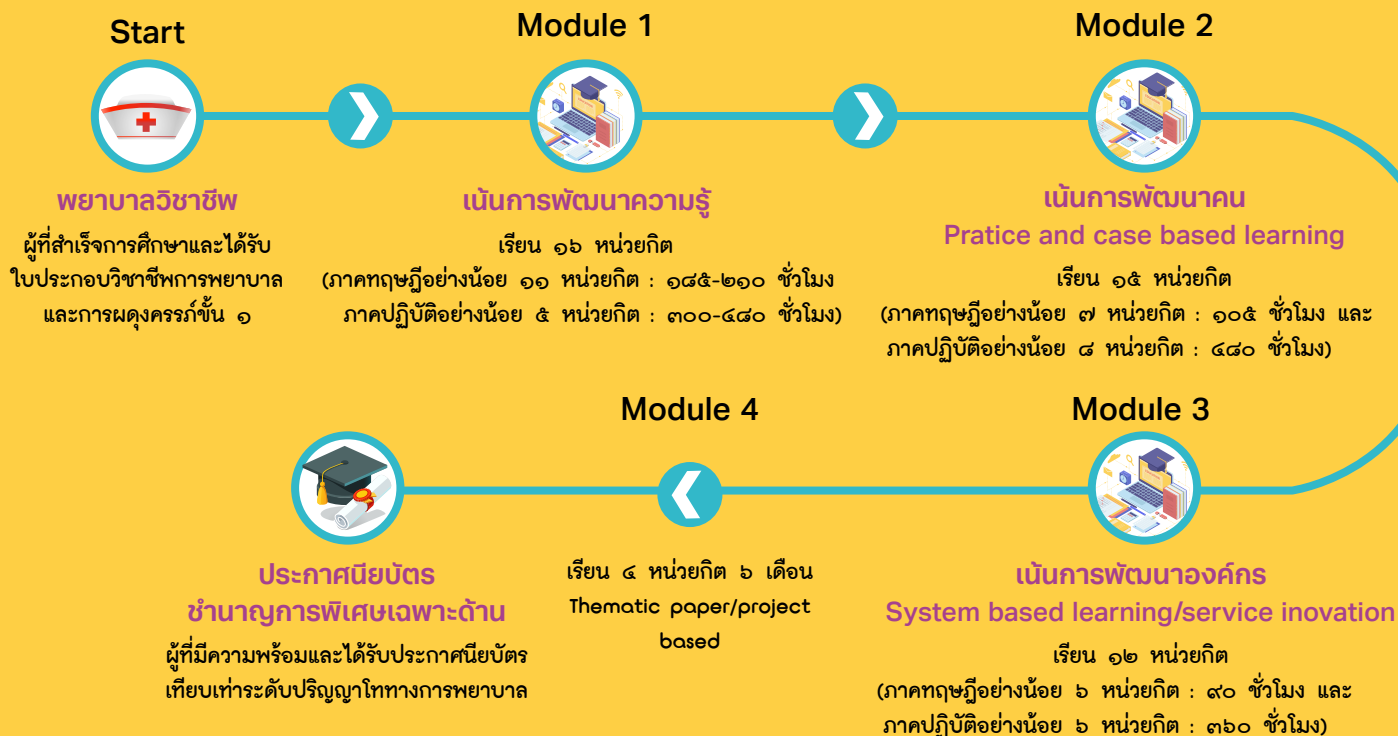 Start
พยาบาลวิชาชีพ
ผู้ที่สำเร็จการศึกษาและได้รับ
ใบประกอบวิชาชีพการพยาบาล
และการผดุงครรภ์ขั้น ๑
Module 1
เน้นการพัฒนาความรู้
เรียน ๑๖ หน่วยกิต
(ภาคทฤษฎีอย่างน้อย ๑๑ หน่วยกิต : ๑๘๕-๒๑๐ ชั่วโมง
ภาคปฏิบัติอย่างน้อย ๕ หน่วยกิต : ๓๐๐-๔๘๐ ชั่วโมง)
Module 2
เน้นการพัฒนาคน
Pratice and case based learning
เรียน ๑๕ หน่วยกิต
(ภาคทฤษฎีอย่างน้อย ๗ หน่วยกิต : ๑๐๕ ชั่วโมง และ
ภาคปฏิบัติอย่างน้อย ๘ หน่วยกิต : ๔๘๐ ชั่วโมง)
Module 3
เน้นการพัฒนาองค์กร
System based learning/service inovation
เรียน ๑๒ หน่วยกิต
(ภาคทฤษฎีอย่างน้อย ๖ หน่วยกิต : ๙๐ ชั่วโมง และ
ภาคปฏิบัติอย่างน้อย ๖ หน่วยกิต : ๓๖๐ ชั่วโมง)
Module 4
เรียน ๔ หน่วยกิต ๖ เดือน
Thematic paper/project
based
ประกาศนียบัตร
ชำนาญการพิเศษเฉพาะด้าน
ผู้ที่มีความพร้อมและได้รับประกาศนียบัตร
เทียบเท่าระดับปริญญาโททางการพยาบาล